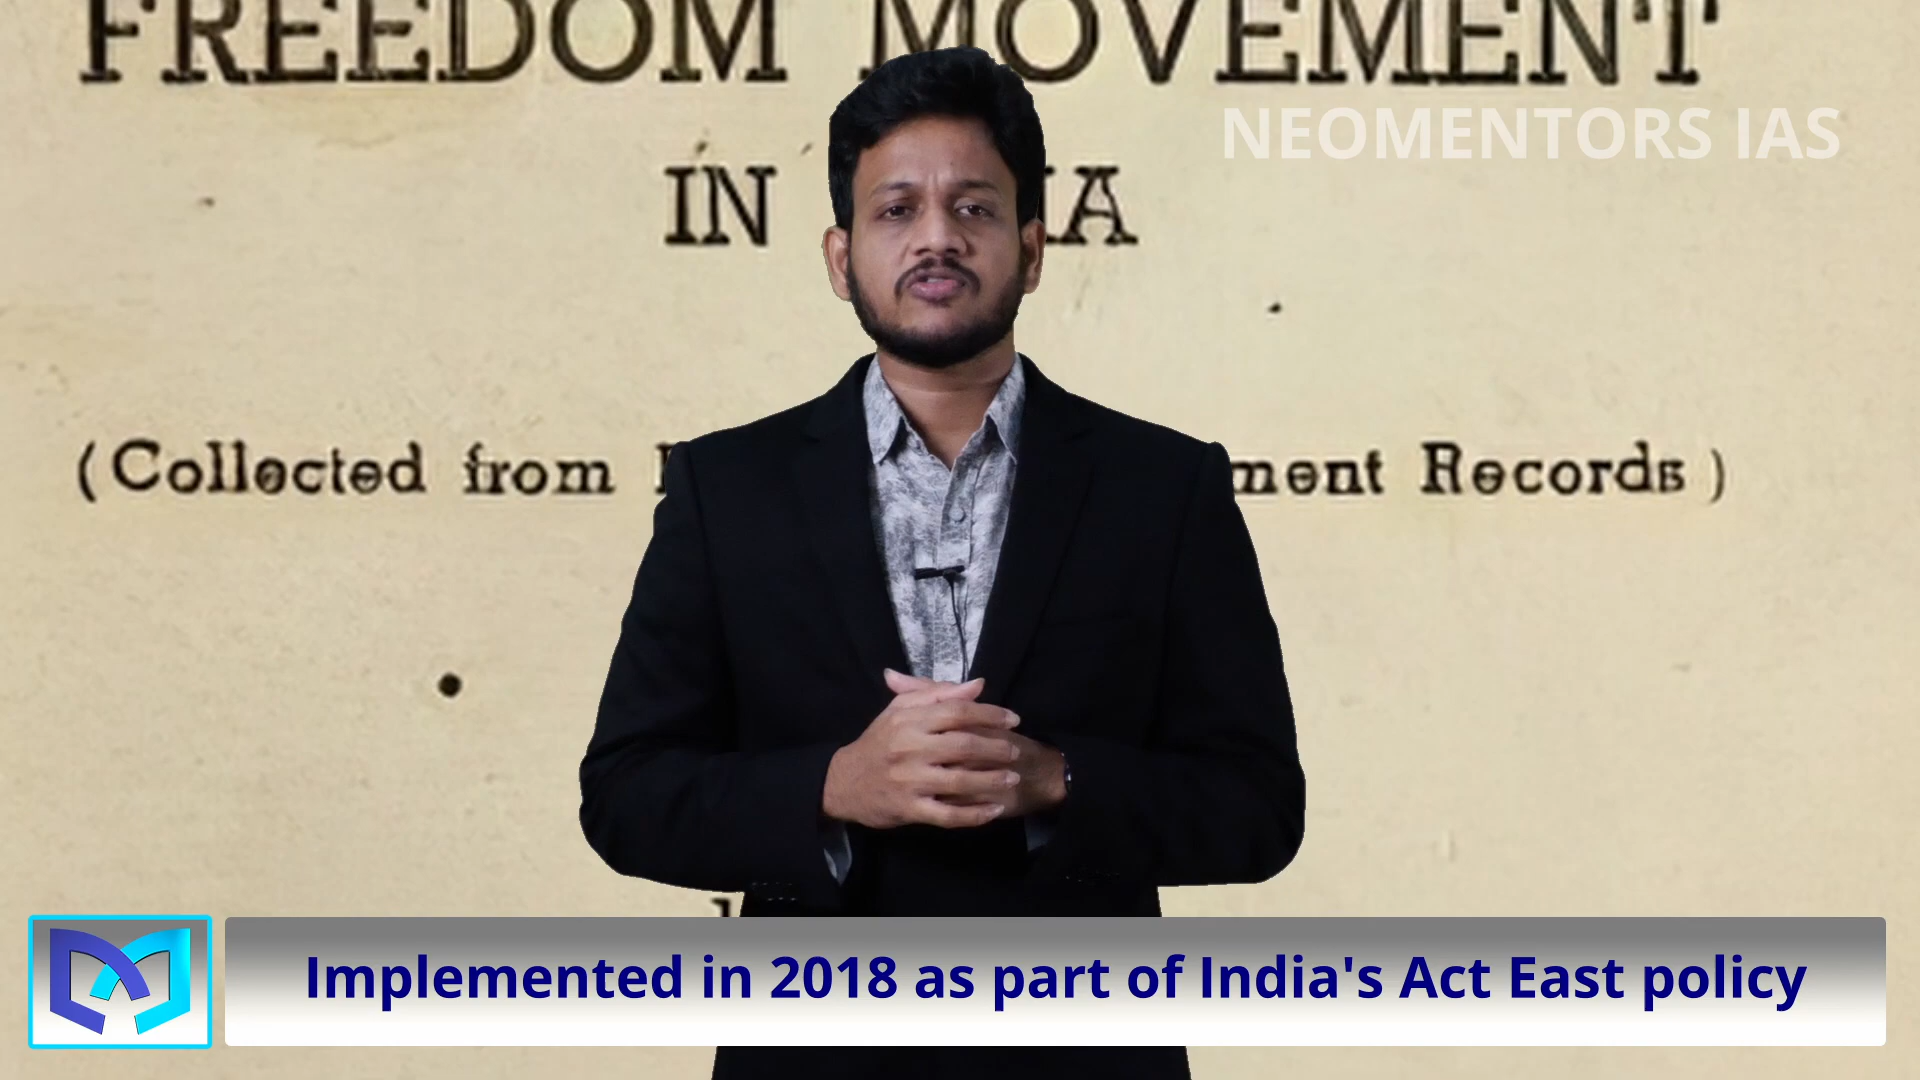 FREEDOM MOVEMENT
NEOMENTORS IAS
IN IA
(Collected from ment Records)
Implemented in 2018 as part of India's Act East policy